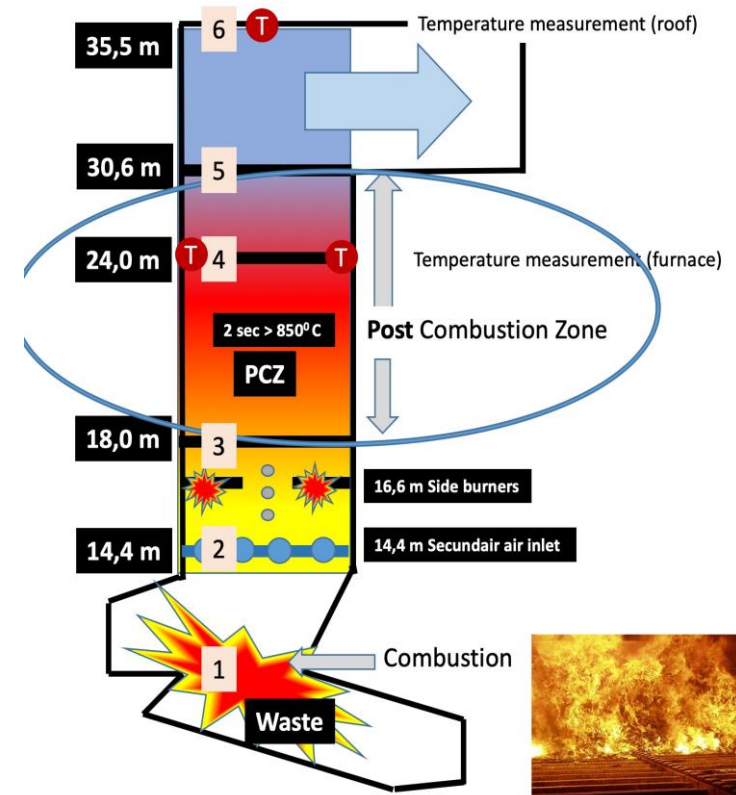 6
T
Temperature measurement (roof)
35,5 m
30,6 m
5
24,0 m
T
4
T
Temperature measurement (furnace)
2 sec > 850⁰ C
Post Combustion Zone
PCZ
18,0 m
3
16,6 m Side burners
14,4 m
2
14,4 m Secundair air inlet
1
Combustion
Waste